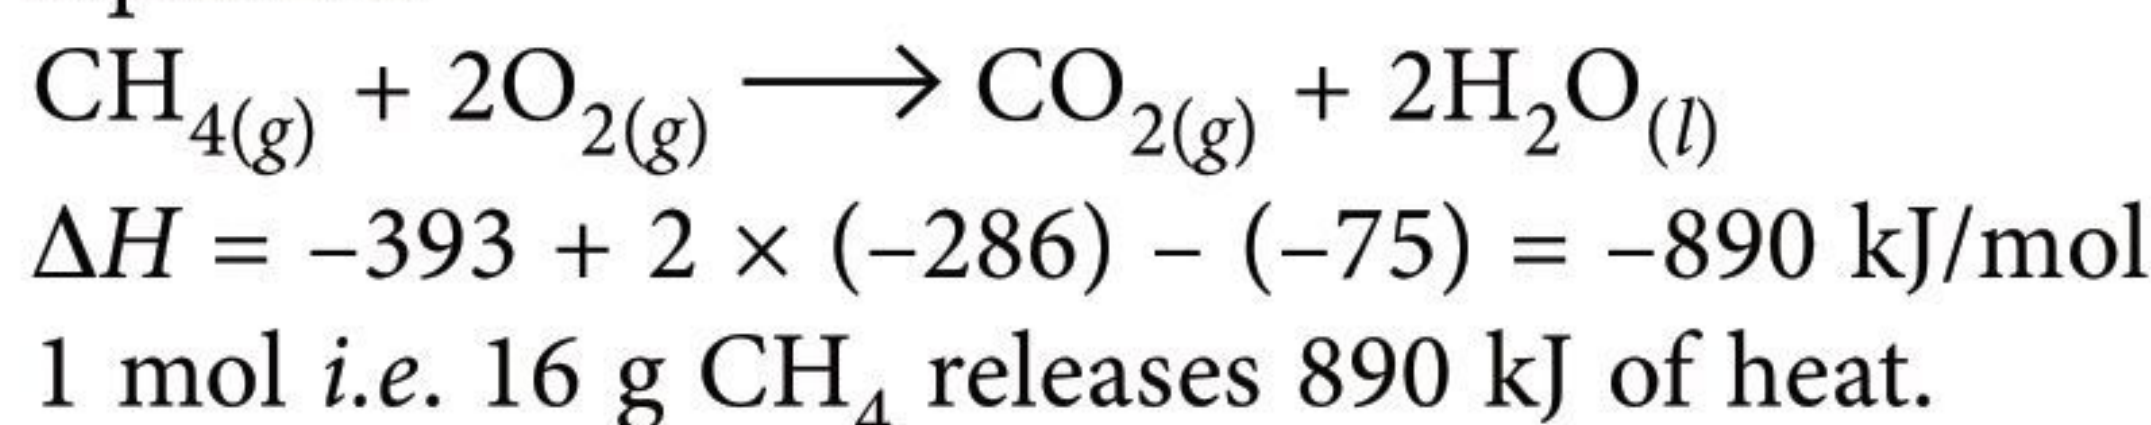 CH₄₍g₎ + 2O₂₍g₎ ⟶ CO₂₍g₎ + 2H₂O₍l₎
ΔH = –393 + 2 × (–286) – (–75) = –890 kJ/mol
1 mol i.e. 16 g CH₄ releases 890 kJ of heat.